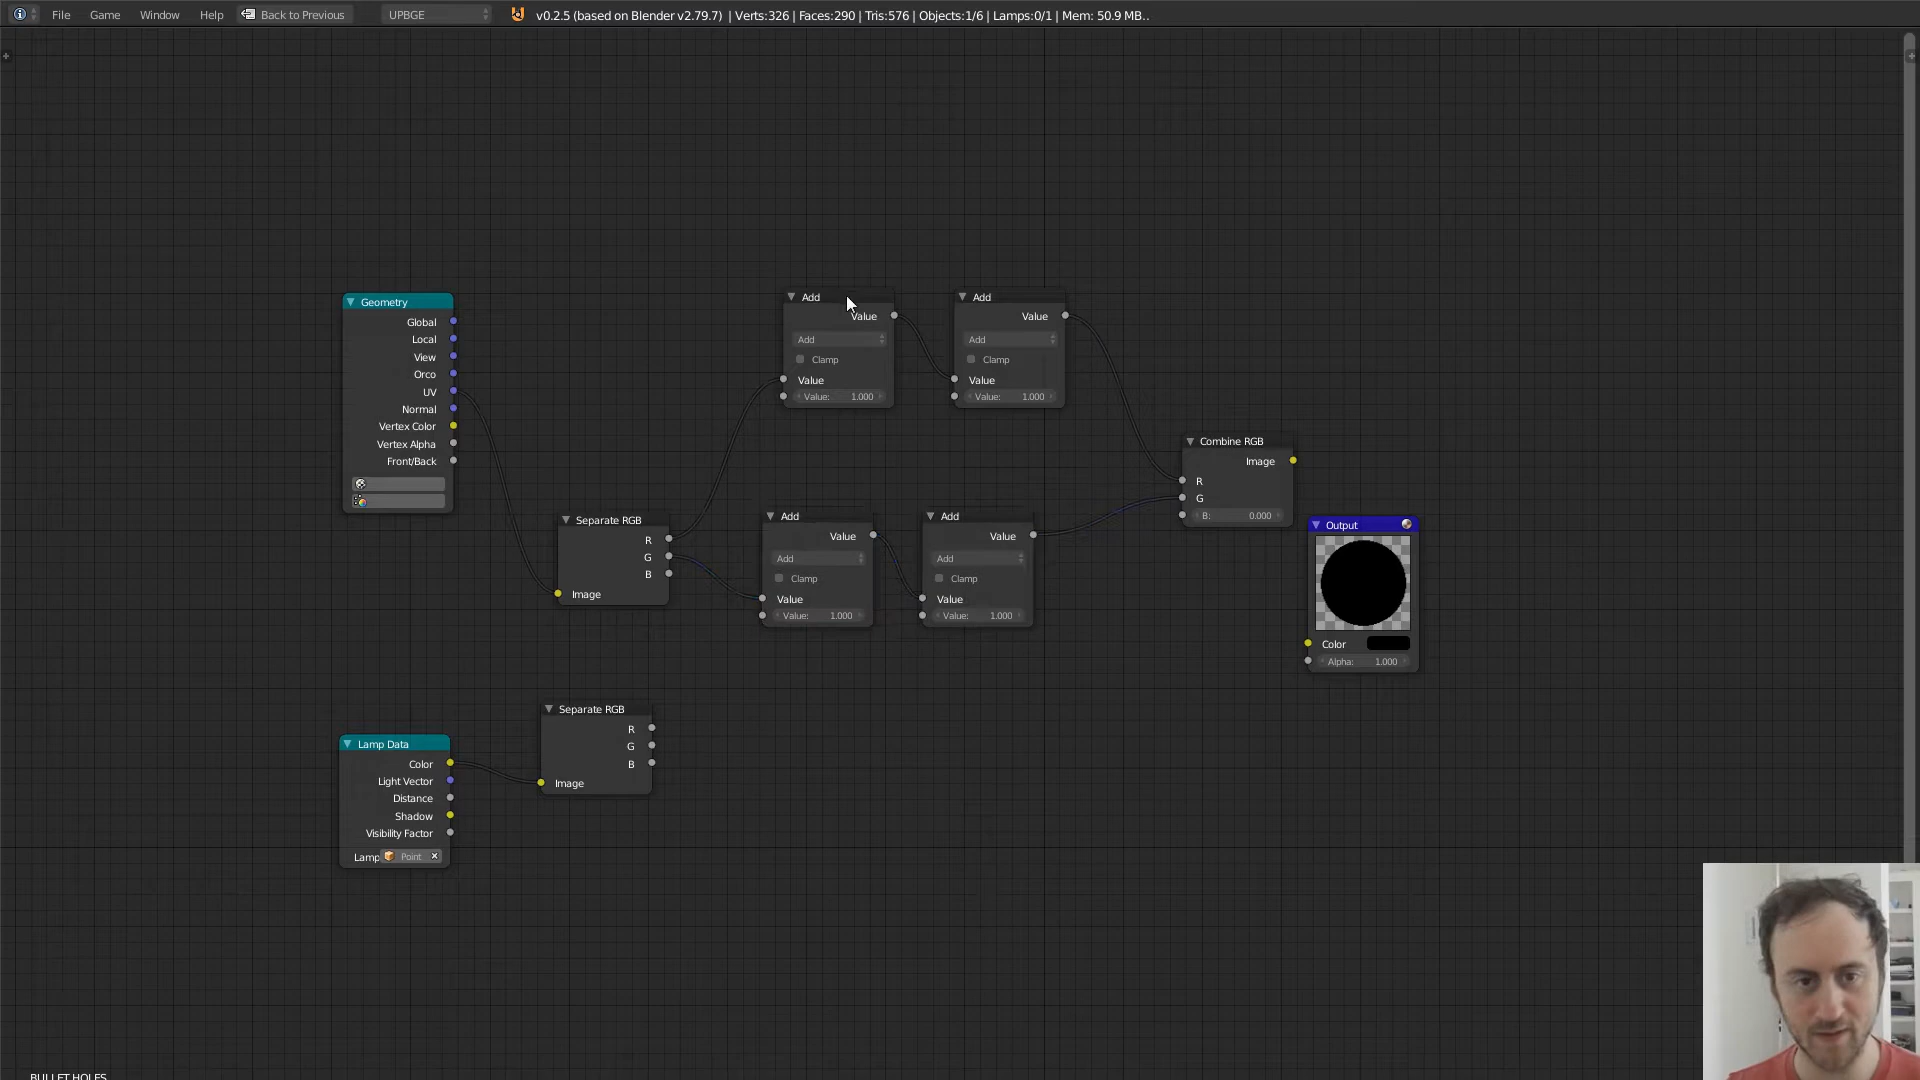 File Game Window Help Back to Previous UPBGE v0.2.5 (based on Blender v2.79.7) | Verts:326 | Faces:290 | Tris:576 | Objects:1/6 | Lamps:0/1 | Mem: 50.9 MB..
Geometry
Global
Local
View
Orco
UV
Normal
Vertex Color
Vertex Alpha
Front/Back
Add
Value
Add
Clamp
Value
Value: 1.000
Add
Value
Add
Clamp
Value
Value: 1.000
Combine RGB
Image
R
G
B: 0.000
Separate RGB
R
G
B
Image
Add
Value
Add
Clamp
Value
Value: 1.000
Add
Value
Add
Clamp
Value
Value: 1.000
Output
Color
Alpha: 1.000
Separate RGB
R
G
B
Image
Lamp Data
Color
Light Vector
Distance
Shadow
Visibility Factor
Lamp Point
BULLET HOLES